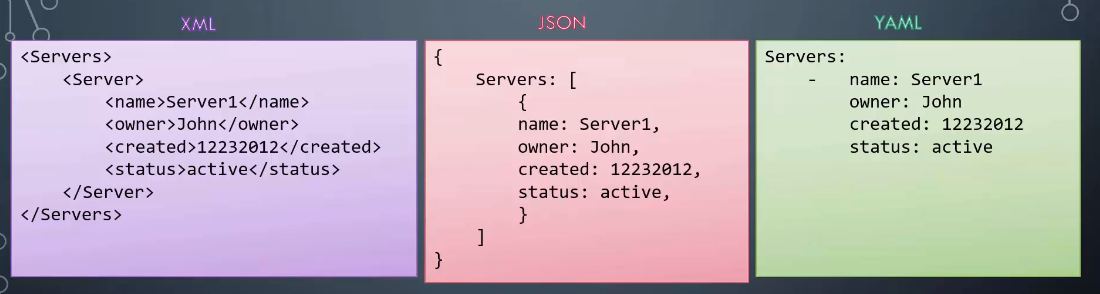 XML
<Servers>
    <Server>
        <name>Server1</name>
        <owner>John</owner>
        <created>12232012</created>
        <status>active</status>
    </Server>
</Servers>
JSON
{
    Servers: [
        {
        name: Server1,
        owner: John,
        created: 12232012,
        status: active,
        }
    ]
}
YAML
Servers:
    -   name: Server1
        owner: John
        created: 12232012
        status: active